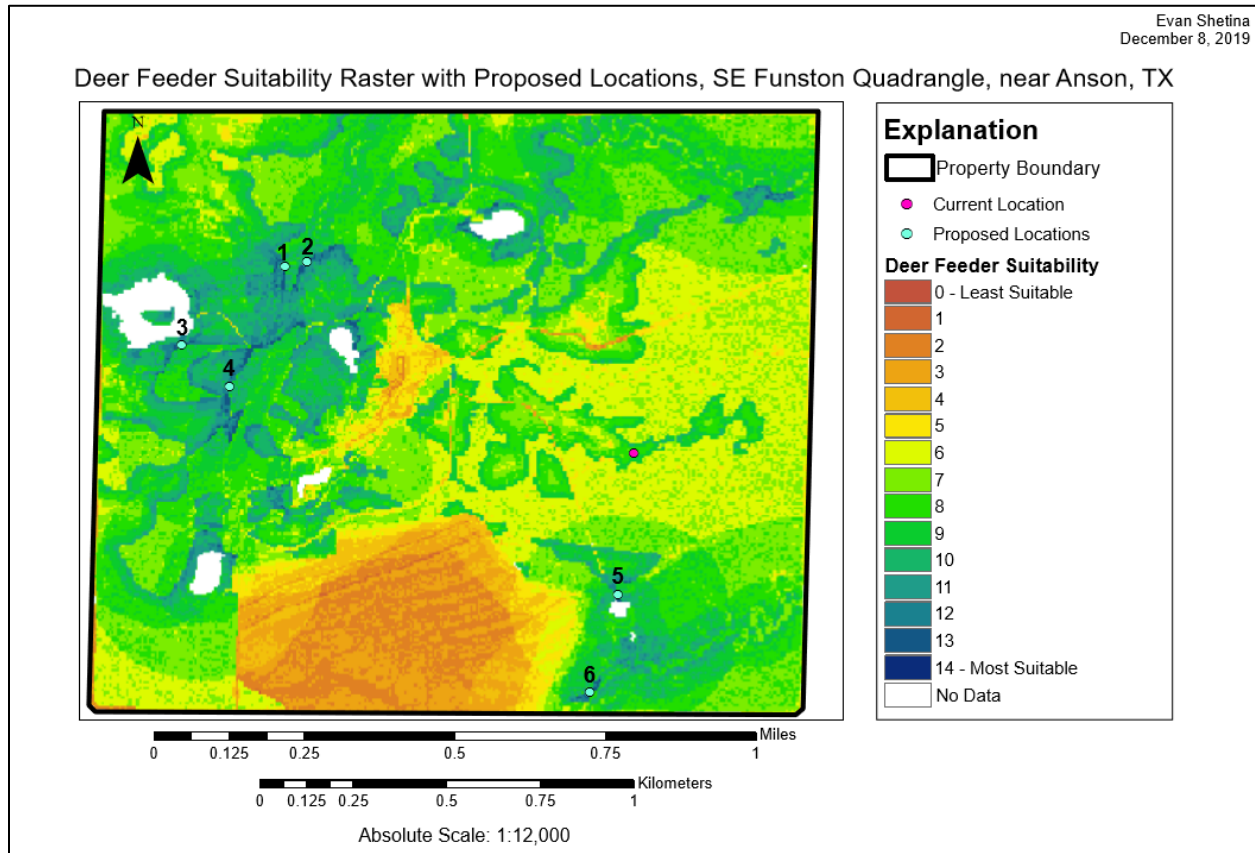 Evan Shetina
December 8, 2019
Deer Feeder Suitability Raster with Proposed Locations, SE Funston Quadrangle, near Anson, TX
N
1
2
3
4
5
6
Explanation
Property Boundary
Current Location
Proposed Locations
Deer Feeder Suitability
0 - Least Suitable
1
2
3
4
5
6
7
8
9
10
11
12
13
14 - Most Suitable
No Data
Miles
0 0.125 0.25 0.5 0.75 1
Kilometers
0 0.125 0.25 0.5 0.75 1
Absolute Scale: 1:12,000